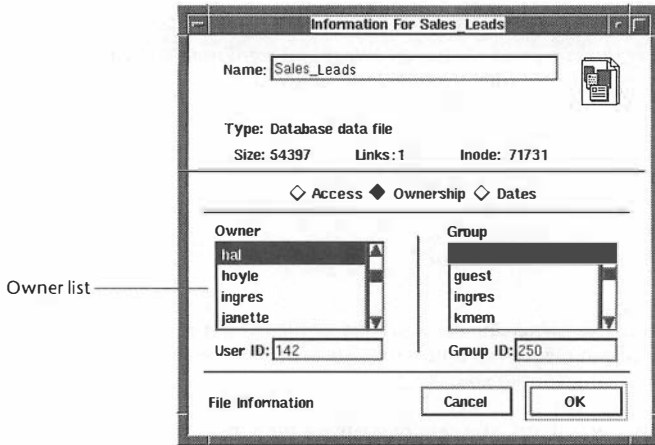 Information For Sales_Leads
Name: Sales_Leads
Type: Database data file
Size: 54397 Links: 1 Inode: 71731
Access Ownership Dates
Owner
hal
hoyle
ingres
janette
User ID: 142
Group
guest
ingres
kmem
Group ID: 250
Owner list
File Information Cancel OK